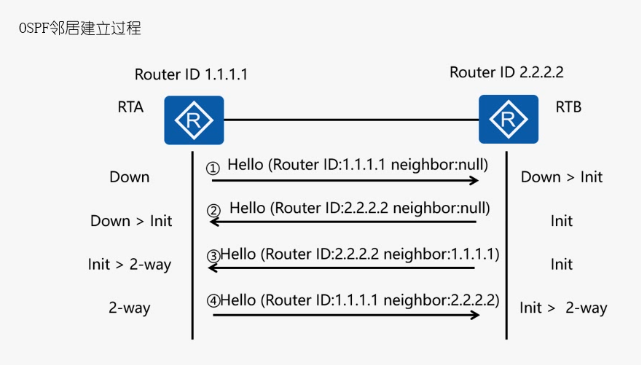 OSPF邻居建立过程
Router ID 1.1.1.1
Router ID 2.2.2.2
RTA
R
R
RTB
Down
① Hello (Router ID:1.1.1.1 neighbor:null)
Down > Init
Down > Init
② Hello (Router ID:2.2.2.2 neighbor:null)
Init
Init > 2-way
③Hello (Router ID:2.2.2.2 neighbor:1.1.1.1)
Init
2-way
④Hello (Router ID:1.1.1.1 neighbor:2.2.2.2)
Init > 2-way